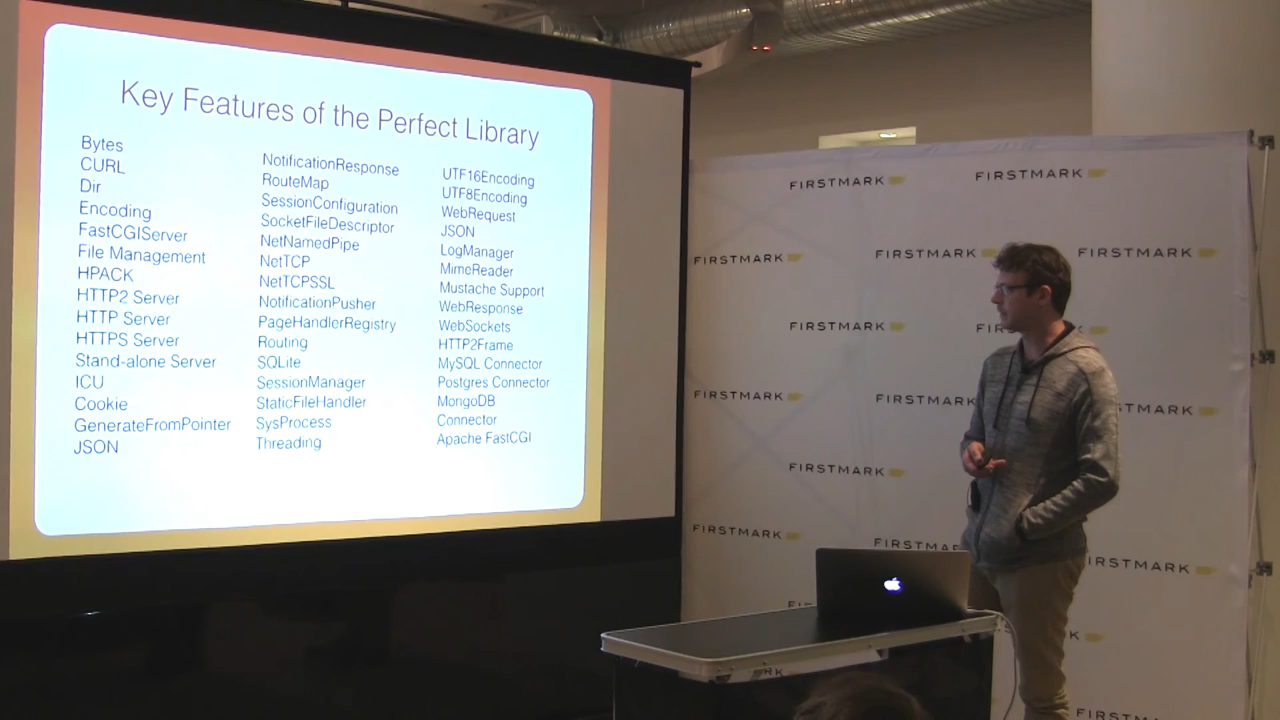 Key Features of the Perfect Library
Bytes
CURL
Dir
Encoding
FastCGIServer
File Management
HPACK
HTTP2 Server
HTTP Server
HTTPS Server
Stand-alone Server
ICU
Cookie
GenerateFromPointer
JSON
NotificationResponse
RouteMap
SessionConfiguration
SocketFileDescriptor
NetNamedPipe
NetTCP
NetTCPSSL
NotificationPusher
PageHandlerRegistry
Routing
SQLite
SessionManager
StaticFileHandler
SysProcess
Threading
UTF16Encoding
UTF8Encoding
WebRequest
JSON
LogManager
MimeReader
Mustache Support
WebResponse
WebSockets
HTTP2Frame
MySQL Connector
Postgres Connector
MongoDB
Connector
Apache FastCGI
FIRSTMARK
FIRSTMARK
FIRSTMARK
FIRSTMARK
FIRSTMARK
FIRSTMARK
FIRSTMARK
FIRSTMARK
FIRSTMARK
FIRSTMARK